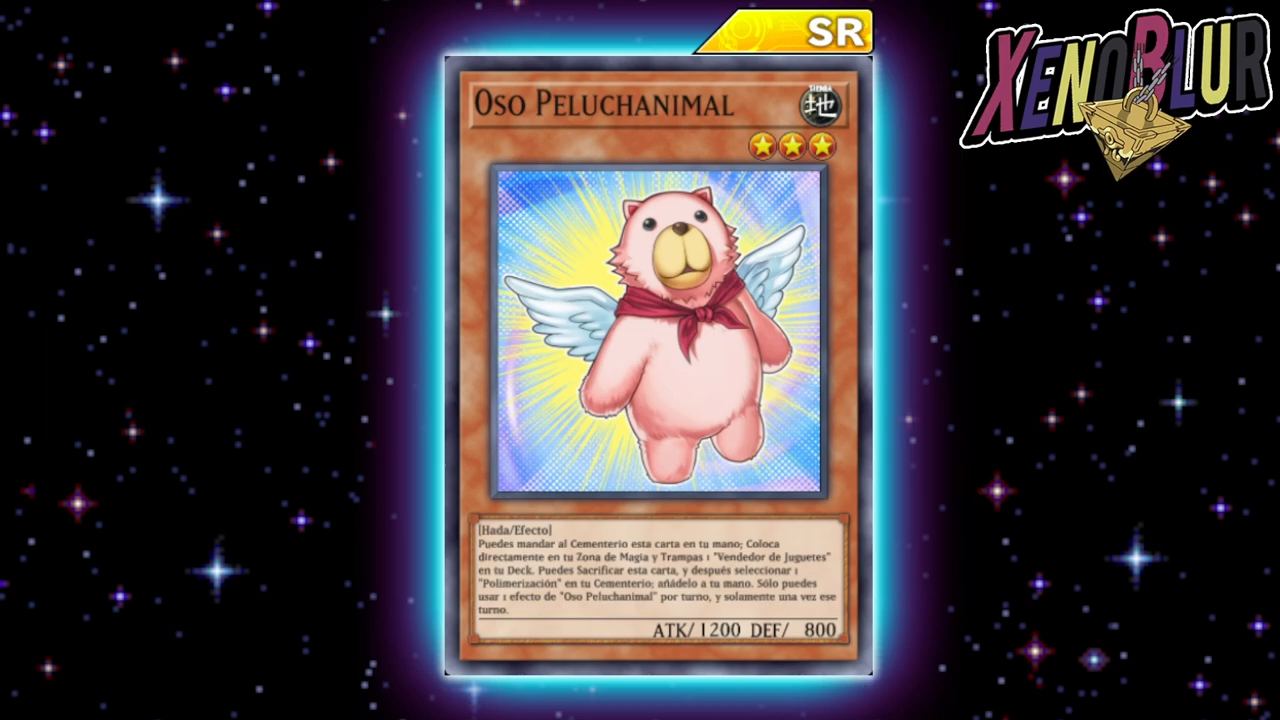 SR
XENOBLUR
OSO PELUCHANIMAL
TIERRA
地
[Hada/Efecto]
Puedes mandar al Cementerio esta carta en tu mano; Coloca
directamente en tu Zona de Magia y Trampas 1 "Vendedor de Juguetes"
en tu Deck. Puedes Sacrificar esta carta, y después seleccionar 1
"Polimerización" en tu Cementerio; añádelo a tu mano. Sólo puedes
usar 1 efecto de "Oso Peluchanimal" por turno, y solamente una vez ese
turno.
ATK/ 1200 DEF/ 800